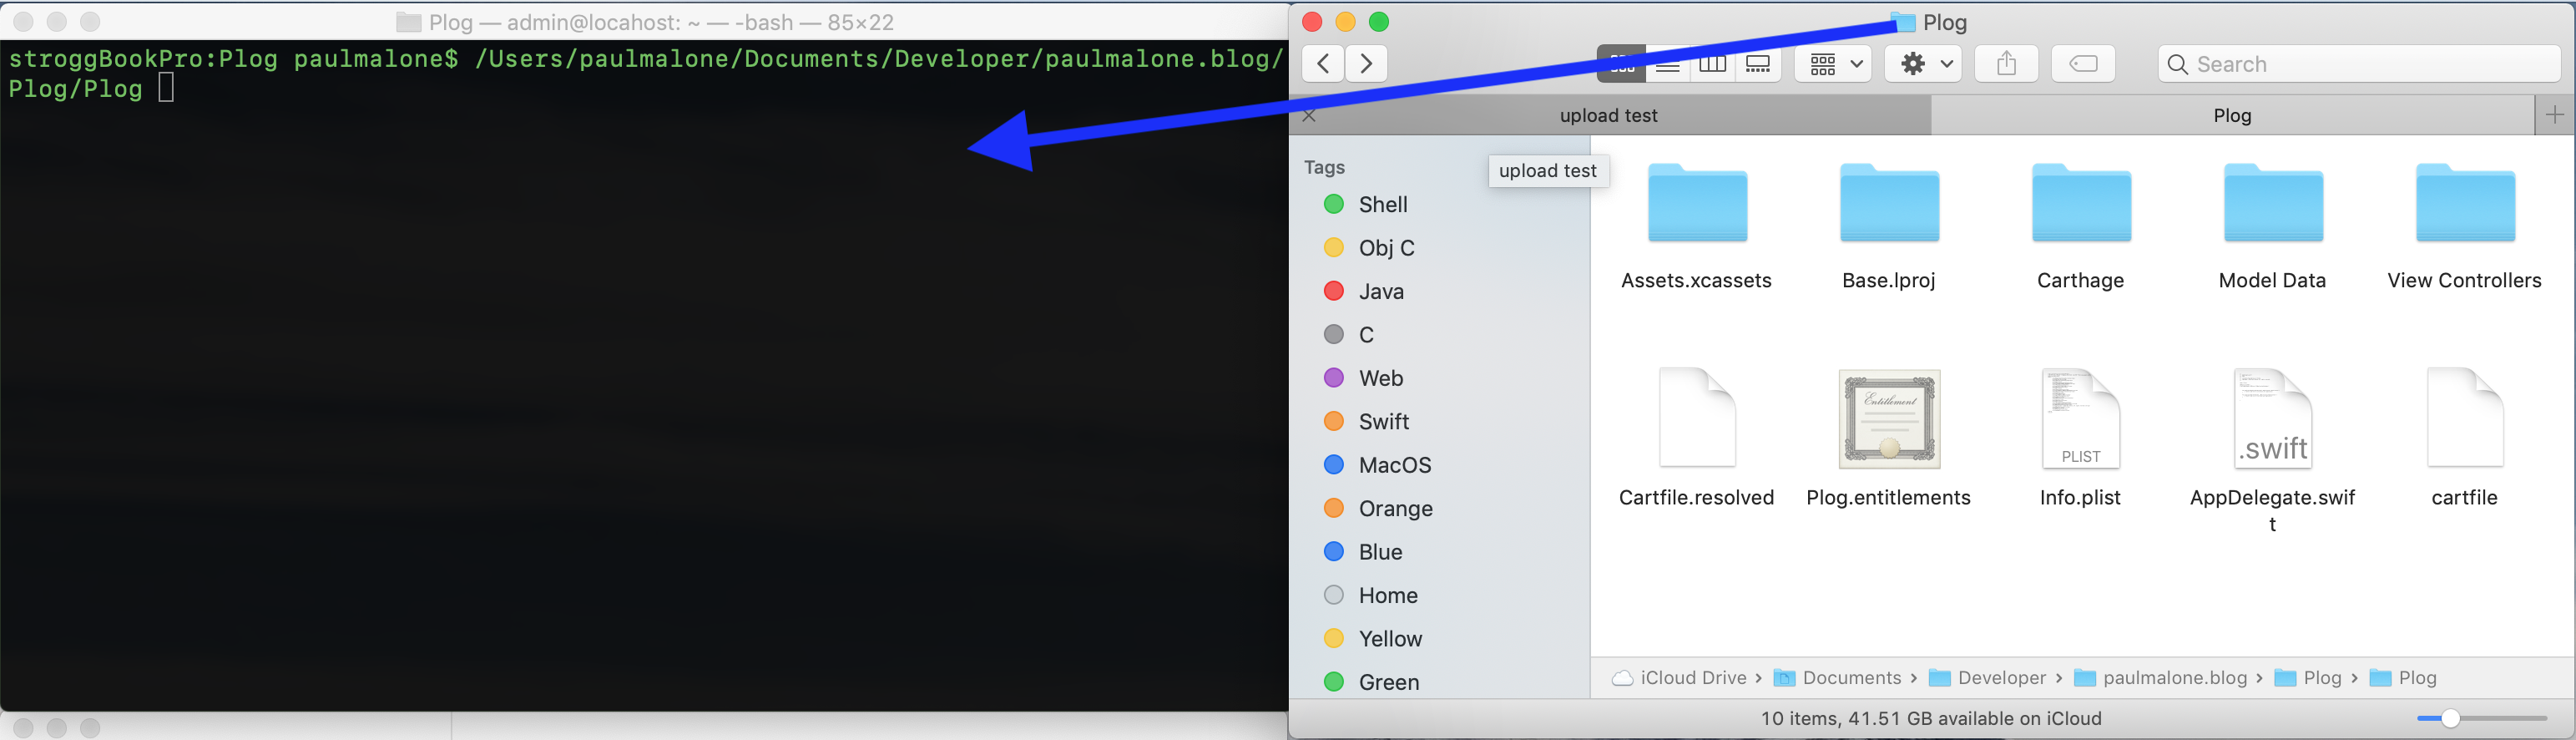 Plog — admin@locahost: ~ — -bash — 85×22
stroggBookPro:Plog paulmalone$ /Users/paulmalone/Documents/Developer/paulmalone.blog/
Plog/Plog
Plog
Search
upload test
Plog
upload test
Tags
Shell
Obj C
Java
C
Web
Swift
MacOS
Orange
Blue
Home
Yellow
Green
Assets.xcassets
Base.lproj
Carthage
Model Data
View Controllers
Entitlement
PLIST
.swift
Cartfile.resolved
Plog.entitlements
Info.plist
AppDelegate.swif
t
cartfile
iCloud Drive › Documents › Developer › paulmalone.blog › Plog › Plog
10 items, 41.51 GB available on iCloud